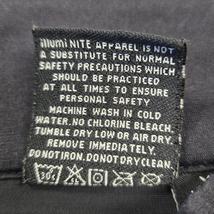 illumiNITE APPAREL IS NOT
A SUBSTITUTE FOR NORMAL
SAFETY PRECAUTIONS WHICH
SHOULD BE PRACTICED
AT ALL TIMES TO ENSURE
PERSONAL SAFETY
MACHINE WASH IN COLD
WATER. NO CHLORINE BLEACH.
TUMBLE DRY LOW OR AIR DRY.
REMOVE IMMEDIATELY.
DO NOT IRON. DO NOT DRY CLEAN.